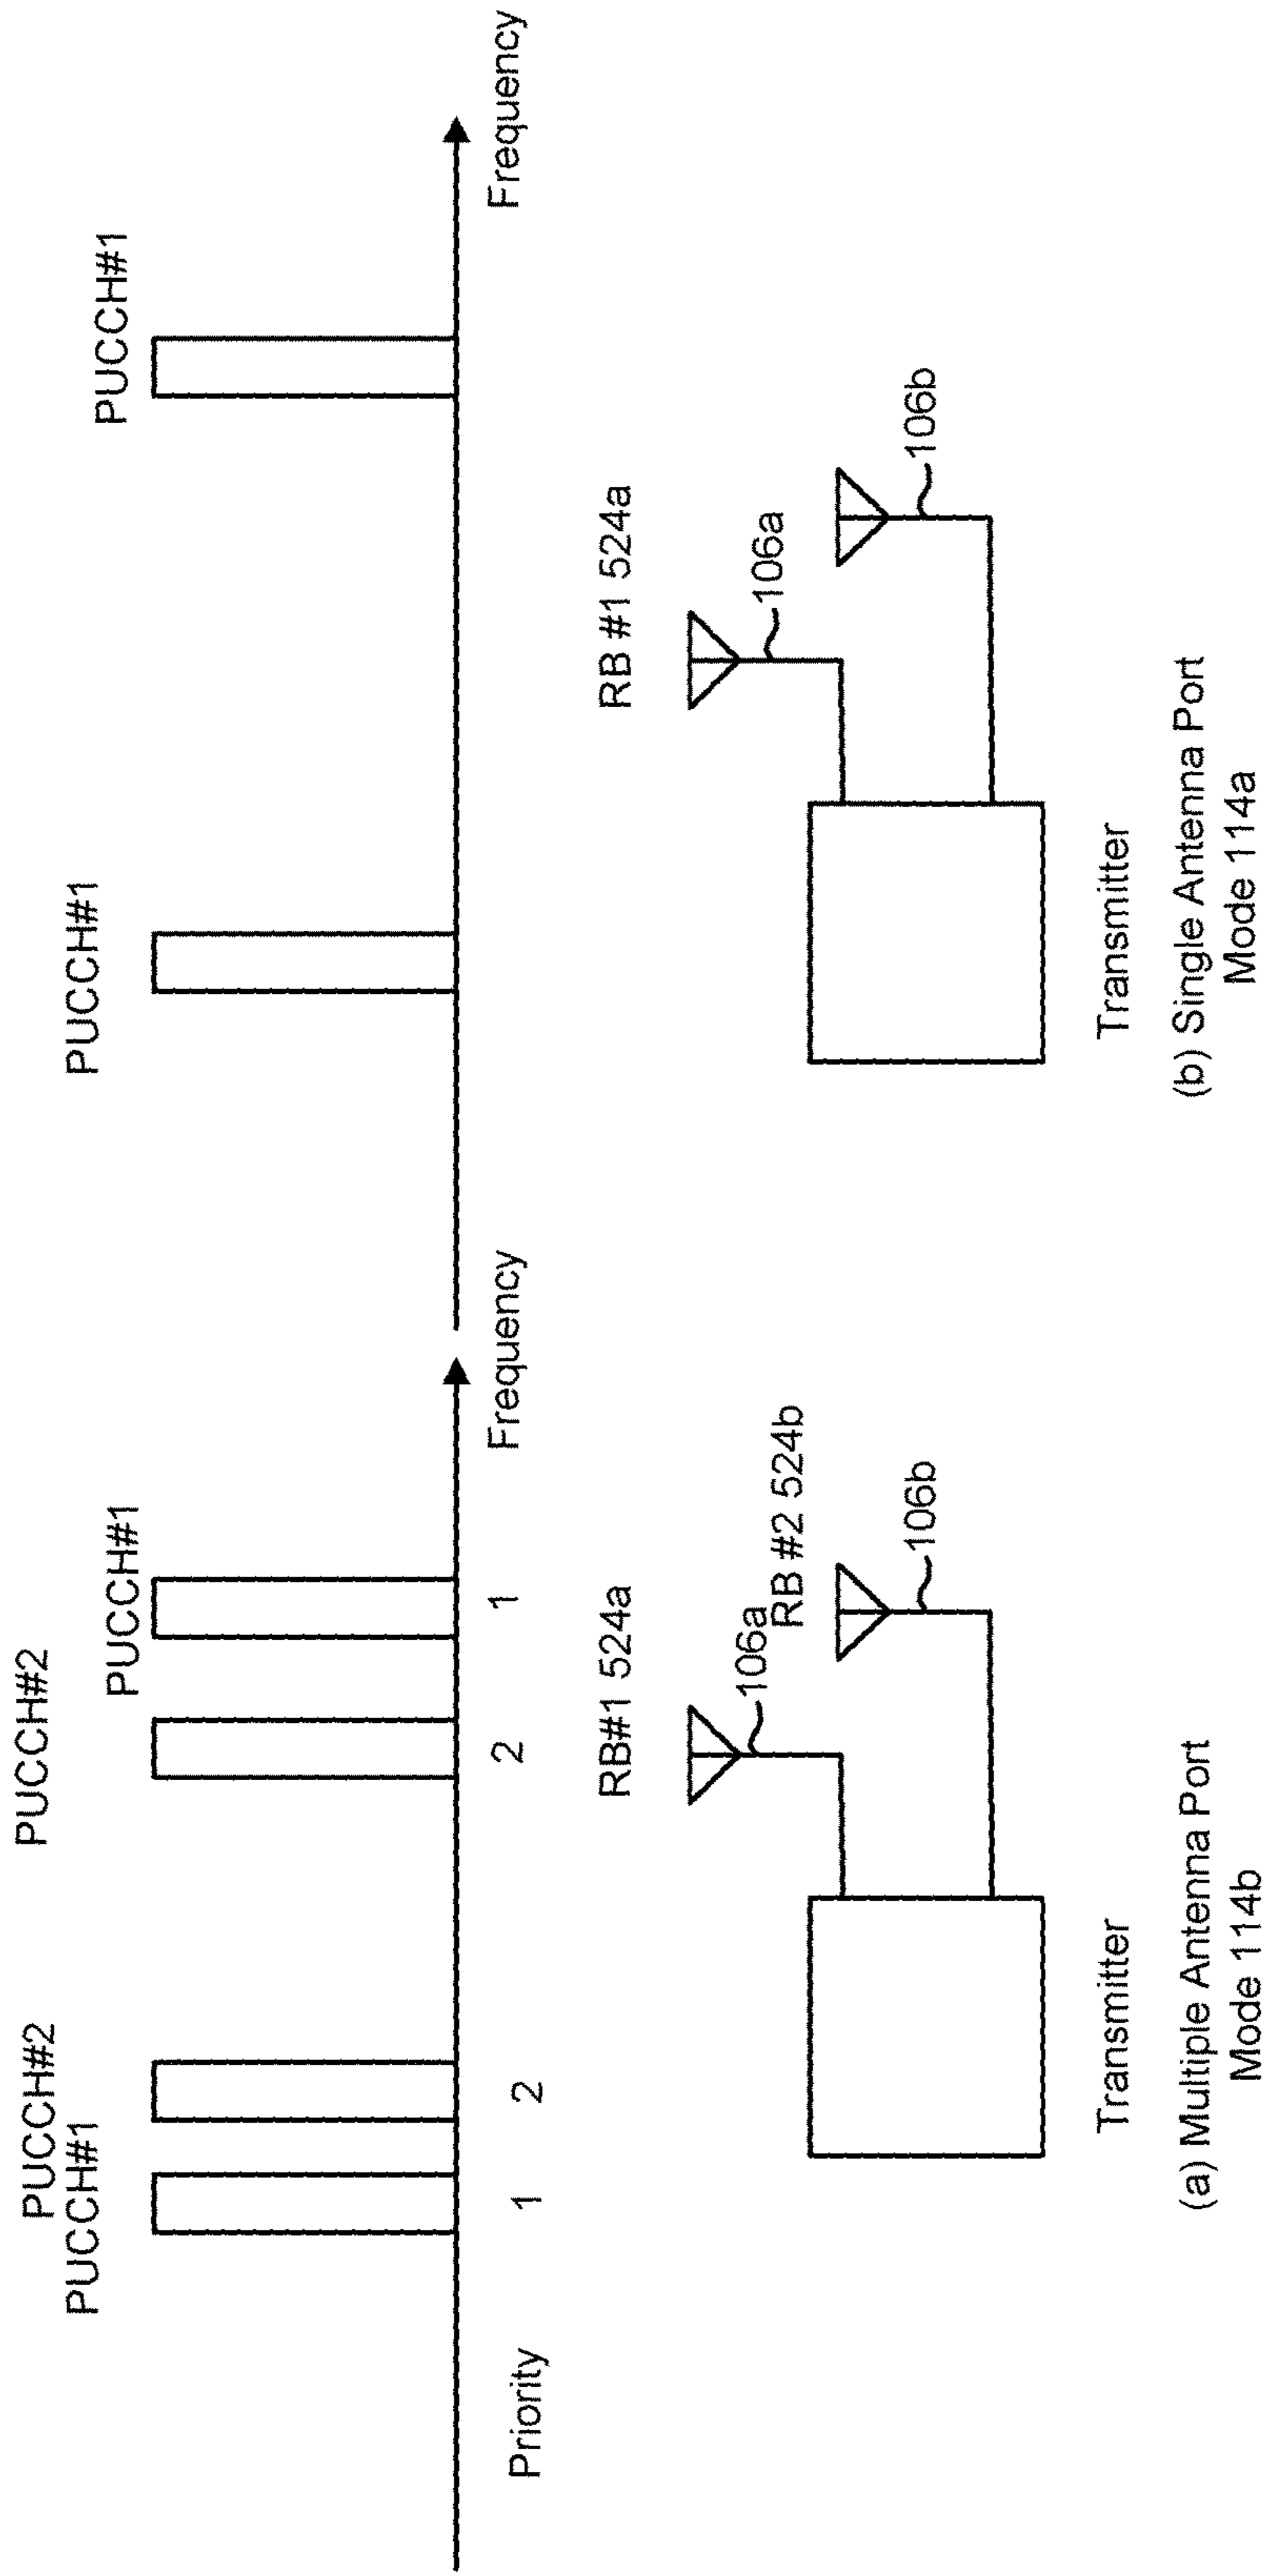 PUCCH#2
PUCCH#1
PUCCH#2
PUCCH#1
Priority
1
2
2
1
Frequency
RB#1 524a
106a
RB #2 524b
106b
Transmitter
(a) Multiple Antenna Port
Mode 114b
PUCCH#1
PUCCH#1
Frequency
RB #1 524a
106a
106b
Transmitter
(b) Single Antenna Port
Mode 114a